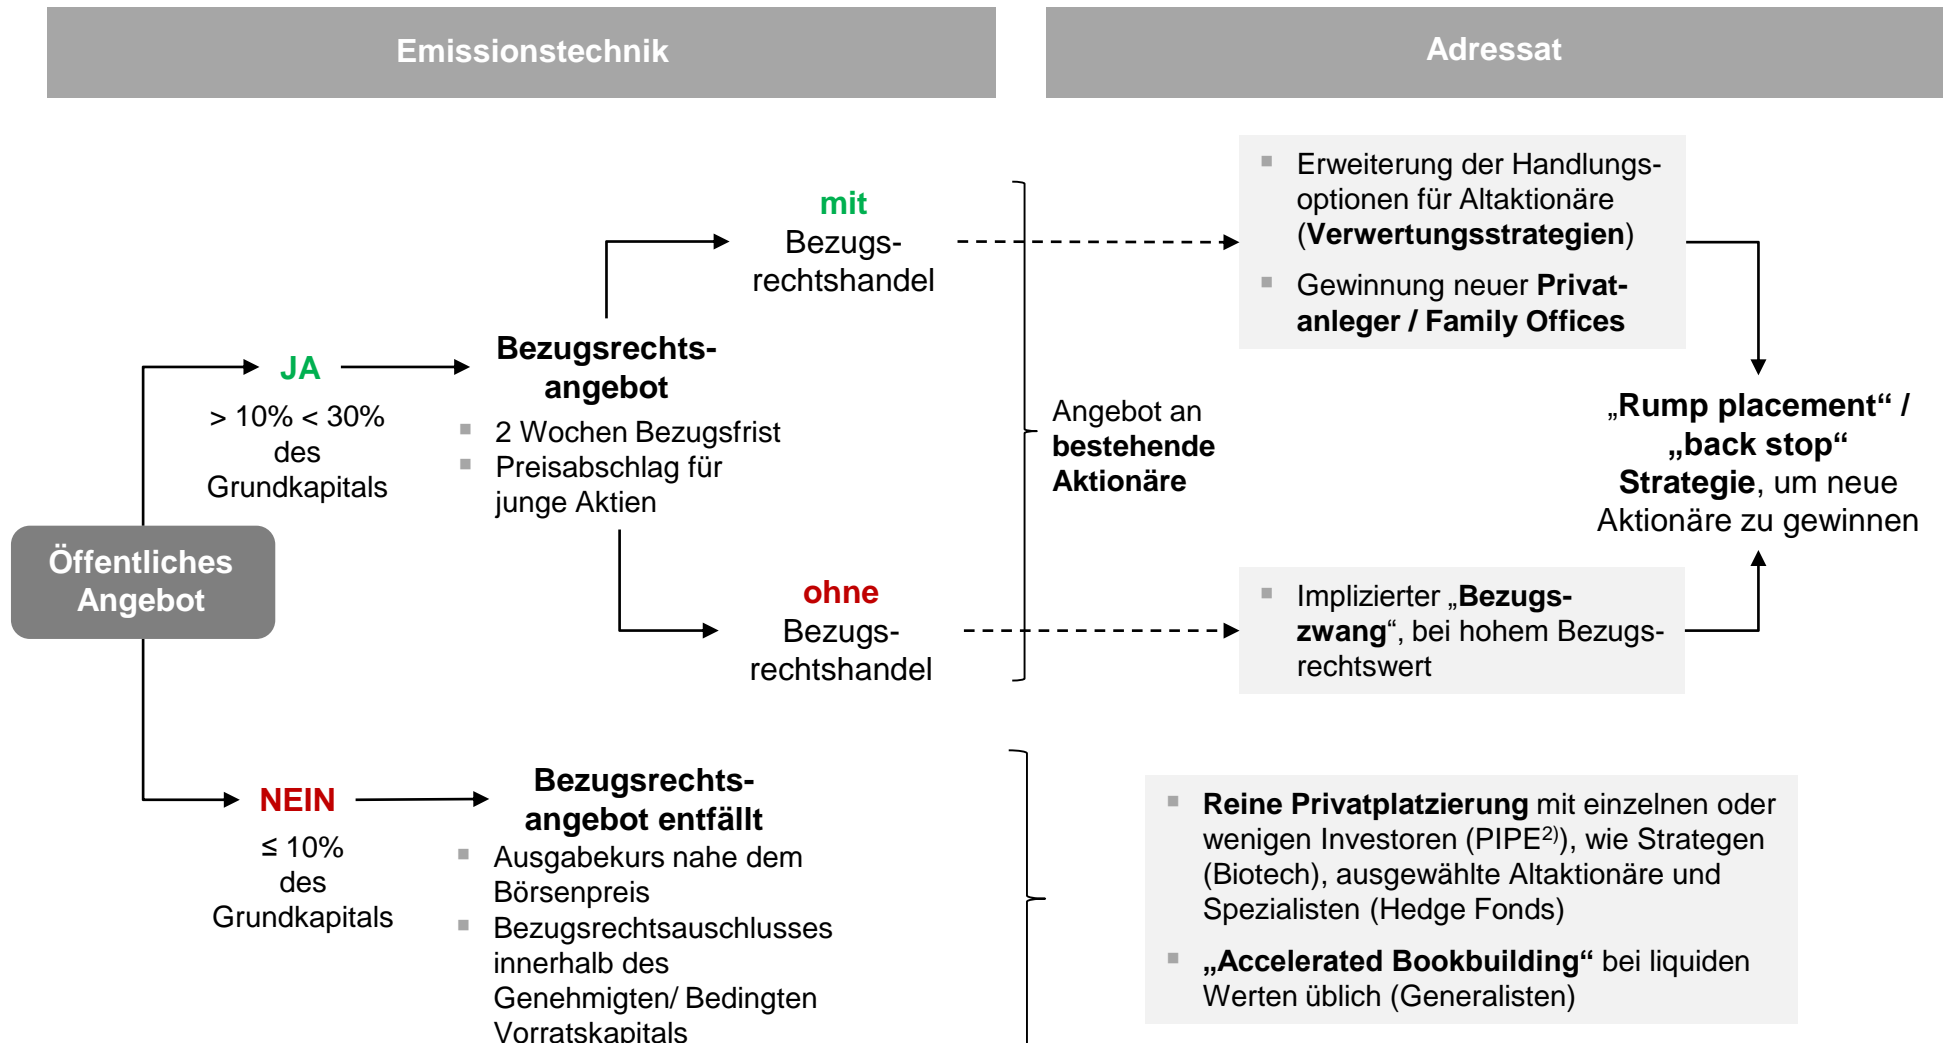 Emissionstechnik
Adressat
Öffentliches
Angebot
JA
> 10% < 30%
des
Grundkapitals
Bezugsrechts-
angebot
2 Wochen Bezugsfrist
Preisabschlag für
junge Aktien
mit
Bezugs-
rechtshandel
ohne
Bezugs-
rechtshandel
Angebot an
bestehende
Aktionäre
Erweiterung der Handlungs-
optionen für Altaktionäre
(Verwertungsstrategien)
Gewinnung neuer Privat-
anleger / Family Offices
Implizierter „Bezugs-
zwang“, bei hohem Bezugs-
rechtswert
„Rump placement“ /
„back stop“
Strategie, um neue
Aktionäre zu gewinnen
NEIN
≤ 10%
des
Grundkapitals
Bezugsrechts-
angebot entfällt
Ausgabekurs nahe dem
Börsenpreis
Bezugsrechtsauschlusses
innerhalb des
Genehmigten/ Bedingten
Vorratskapitals
Reine Privatplatzierung mit einzelnen oder
wenigen Investoren (PIPE²⁾), wie Strategen
(Biotech), ausgewählte Altaktionäre und
Spezialisten (Hedge Fonds)
„Accelerated Bookbuilding“ bei liquiden
Werten üblich (Generalisten)